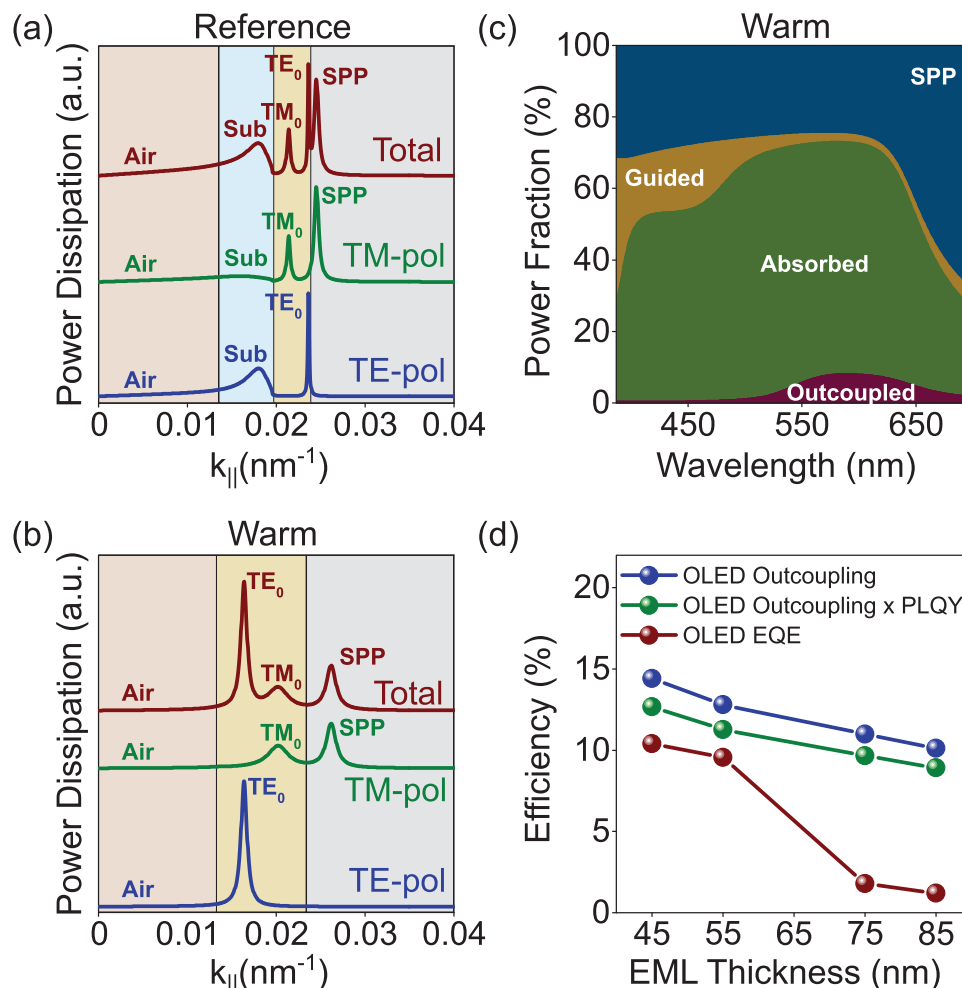 (a)
Reference
Power Dissipation (a.u.)
TE0
SPP
TM0
Sub
Air
Total
SPP
TM0
Sub
Air
TM-pol
TE0
Sub
Air
TE-pol
0 0.01 0.02 0.03 0.04
k||(nm-1)
(c)
Warm
Power Fraction (%)
100
80
60
40
20
0
SPP
Guided
Absorbed
Outcoupled
450 550 650
Wavelength (nm)
(b)
Warm
Power Dissipation (a.u.)
TE0
TM0
SPP
Air
Total
TM0
SPP
Air
TM-pol
TE0
Air
TE-pol
0 0.01 0.02 0.03 0.04
k||(nm-1)
(d)
Efficiency (%)
20
15
10
5
0
OLED Outcoupling
OLED Outcoupling x PLQY
OLED EQE
45 55 65 75 85
EML Thickness (nm)